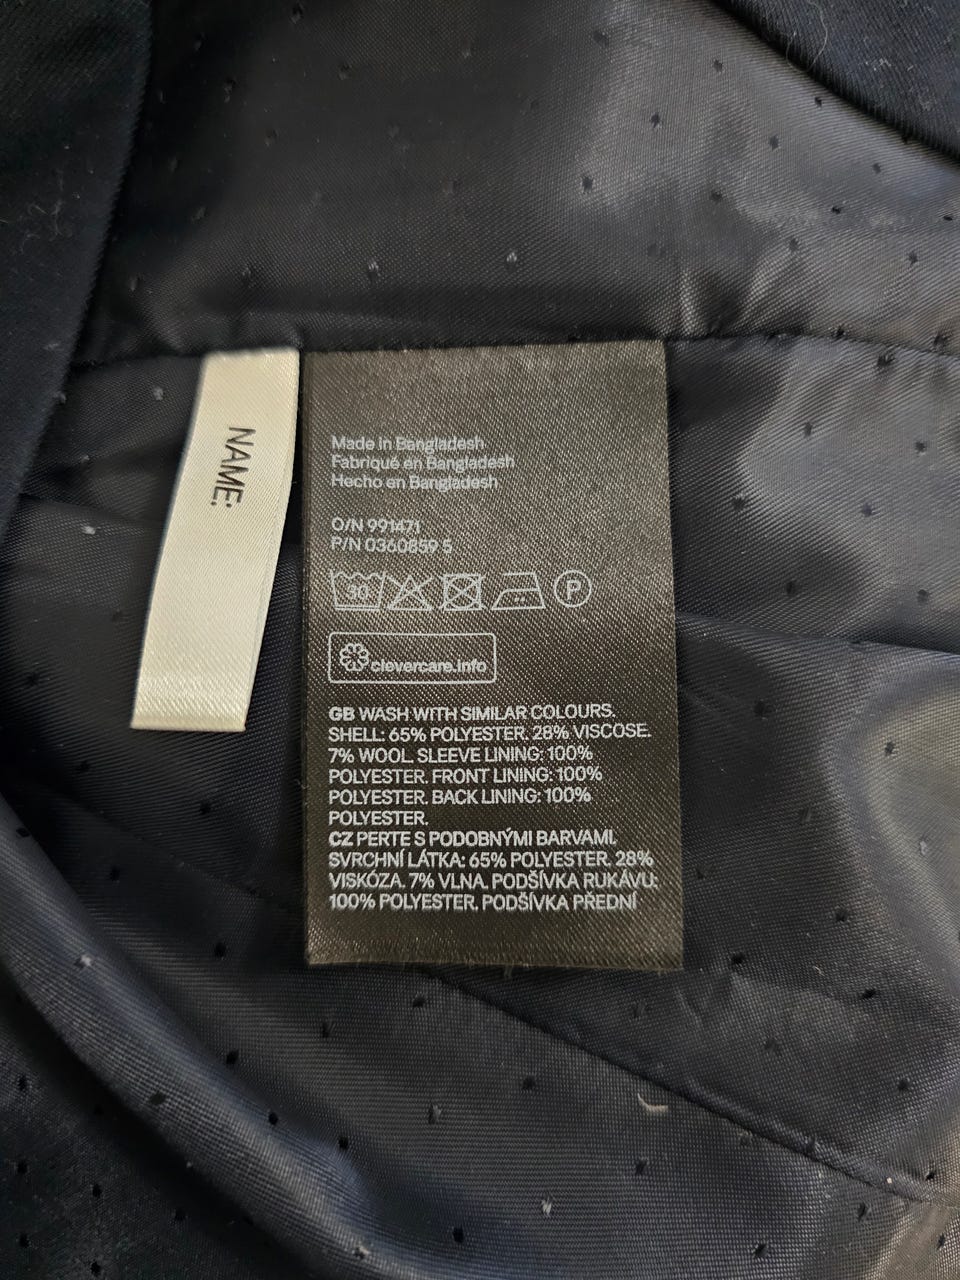 NAME:
Made in Bangladesh
Fabriqué en Bangladesh
Hecho en Bangladesh
O/N 991471
P/N 0360859 5
30 P
clevercare.info
GB WASH WITH SIMILAR COLOURS.
SHELL: 65% POLYESTER. 28% VISCOSE.
7% WOOL. SLEEVE LINING: 100%
POLYESTER. FRONT LINING: 100%
POLYESTER. BACK LINING: 100%
POLYESTER.
CZ PERTE S PODOBNÝMI BARVAMI.
SVRCHNÍ LÁTKA: 65% POLYESTER. 28%
VISKÓZA. 7% VLNA. PODŠÍVKA RUKÁVU:
100% POLYESTER. PODŠÍVKA PŘEDNÍ